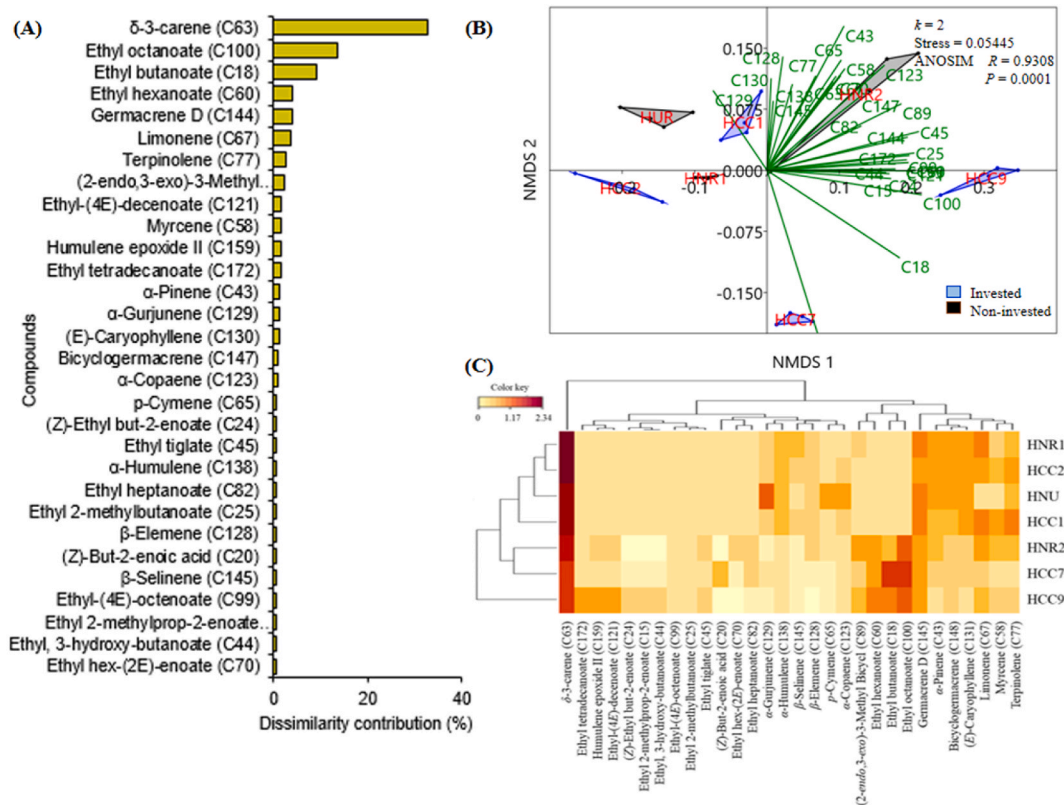 (A)
Compounds
δ-3-carene (C63)
Ethyl octanoate (C100)
Ethyl butanoate (C18)
Ethyl hexanoate (C60)
Germacrene D (C144)
Limonene (C67)
Terpinolene (C77)
(2-endo,3-exo)-3-Methyl..
Ethyl-(4E)-decenoate (C121)
Myrcene (C58)
Humulene epoxide II (C159)
Ethyl tetradecanoate (C172)
α-Pinene (C43)
α-Gurjunene (C129)
(E)-Caryophyllene (C130)
Bicyclogermacrene (C147)
α-Copaene (C123)
p-Cymene (C65)
(Z)-Ethyl but-2-enoate (C24)
Ethyl tiglate (C45)
α-Humulene (C138)
Ethyl heptanoate (C82)
Ethyl 2-methylbutanoate (C25)
β-Elemene (C128)
(Z)-But-2-enoic acid (C20)
β-Selinene (C145)
Ethyl-(4E)-octenoate (C99)
Ethyl 2-methylprop-2-enoate...
Ethyl, 3-hydroxy-butanoate (C44)
Ethyl hex-(2E)-enoate (C70)
0 20 40
Dissimilarity contribution (%)
(B)
k = 2
Stress = 0.05445
ANOSIM R = 0.9308
P = 0.0001
NMDS 2
0.150
0.075
0.000
-0.075
-0.150
-0.2 -0.1 0.1 0.2 0.3
C43
C65
C128
C77
C58
C123
C130
C129
C138
C145
C147
C89
C82
C45
C144
C25
C172
C121
C44
C15
C100
C18
HUR
HCC1
HNR2
HNR1
HCC9
HCC7
Invested
Non-invested
NMDS 1
(C)
Color key
0 1.17 2.34
HNR1
HCC2
HNU
HCC1
HNR2
HCC7
HCC9
δ-3-carene (C63)
Ethyl tetradecanoate (C172)
Humulene epoxide II (C159)
Ethyl-(4E)-decenoate (C121)
(Z)-Ethyl but-2-enoate (C24)
Ethyl 2-methylprop-2-enoate (C15)
Ethyl, 3-hydroxy-butanoate (C44)
Ethyl-(4E)-octenoate (C99)
Ethyl 2-methylbutanoate (C25)
Ethyl tiglate (C45)
(Z)-But-2-enoic acid (C20)
Ethyl hex-(2E)-enoate (C70)
Ethyl heptanoate (C82)
α-Gurjunene (C129)
α-Humulene (C138)
β-Selinene (C145)
β-Elemene (C128)
p-Cymene (C65)
α-Copaene (C123)
(2-endo,3-exo)-3-Methyl Bicycl (C89)
Ethyl hexanoate (C60)
Ethyl butanoate (C18)
Ethyl octanoate (C100)
Germacrene D (C145)
α-Pinene (C43)
Bicyclogermacrene (C148)
(E)-Caryophyllene (C131)
Limonene (C67)
Myrcene (C58)
Terpinolene (C77)